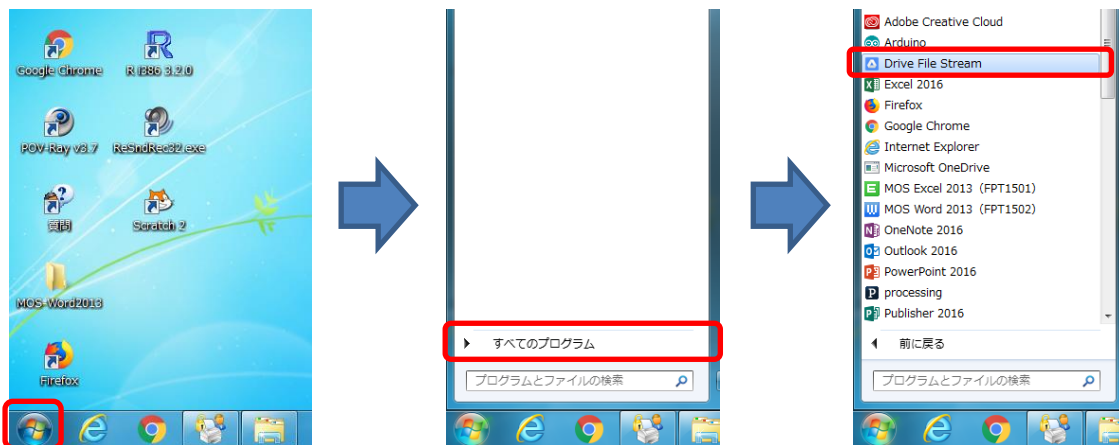 Google Chrome
R i386 3.2.0
POV-Ray v3.7
ReSndRec32.exe
質問
Scratch 2
MOS-Word2013
Firefox
すべてのプログラム
プログラムとファイルの検索
Adobe Creative Cloud
Arduino
Drive File Stream
Excel 2016
Firefox
Google Chrome
Internet Explorer
Microsoft OneDrive
MOS Excel 2013（FPT1501）
MOS Word 2013（FPT1502）
OneNote 2016
Outlook 2016
PowerPoint 2016
processing
Publisher 2016
前に戻る
プログラムとファイルの検索